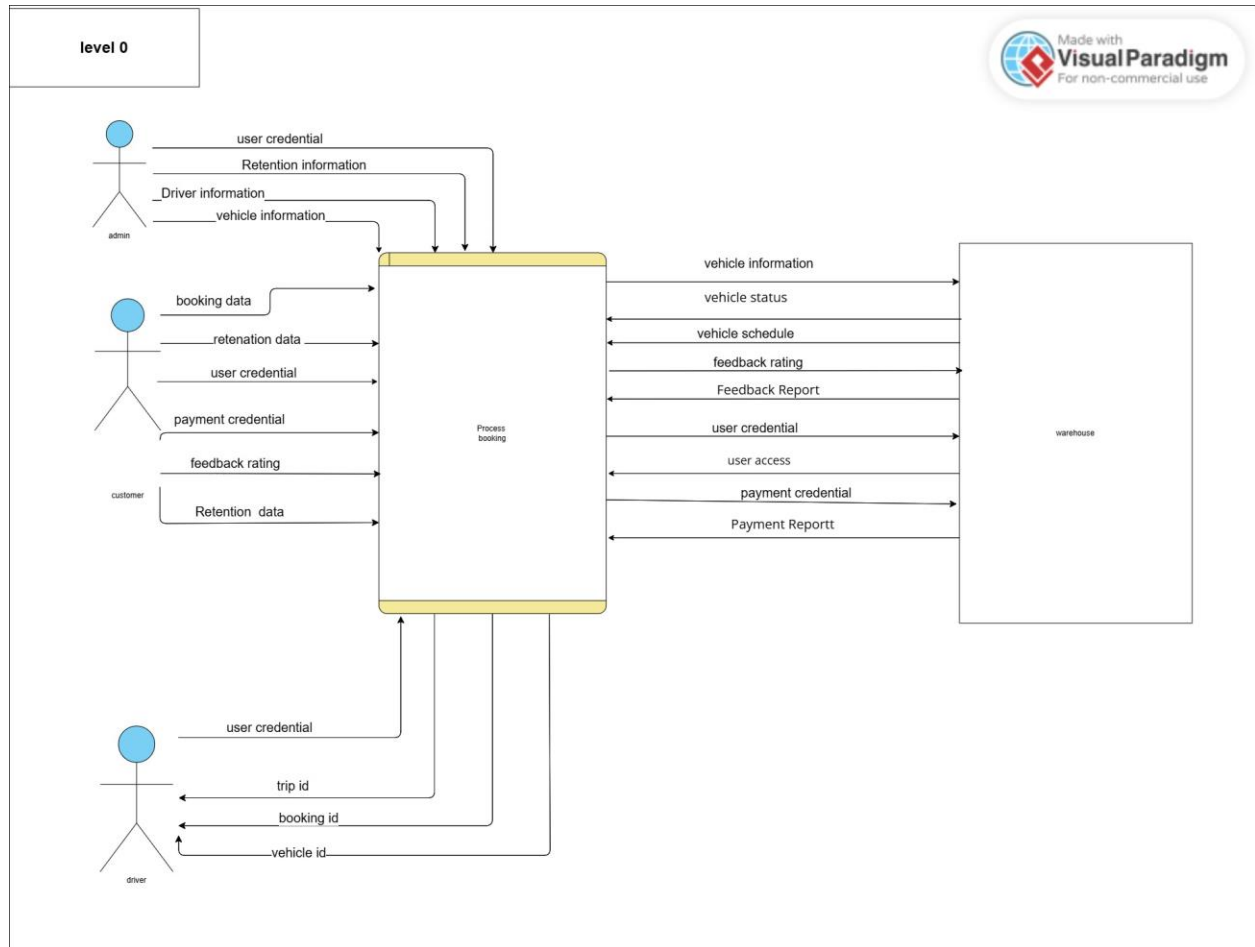 level 0
Made with
Visual Paradigm
For non-commercial use
user credential
Retention information
Driver information
vehicle information
admin
booking data
retenation data
user credential
payment credential
feedback rating
Retention data
customer
Process
booking
vehicle information
vehicle status
vehicle schedule
feedback rating
Feedback Report
user credential
user access
payment credential
Payment Reportt
warehouse
user credential
trip id
booking id
vehicle id
driver